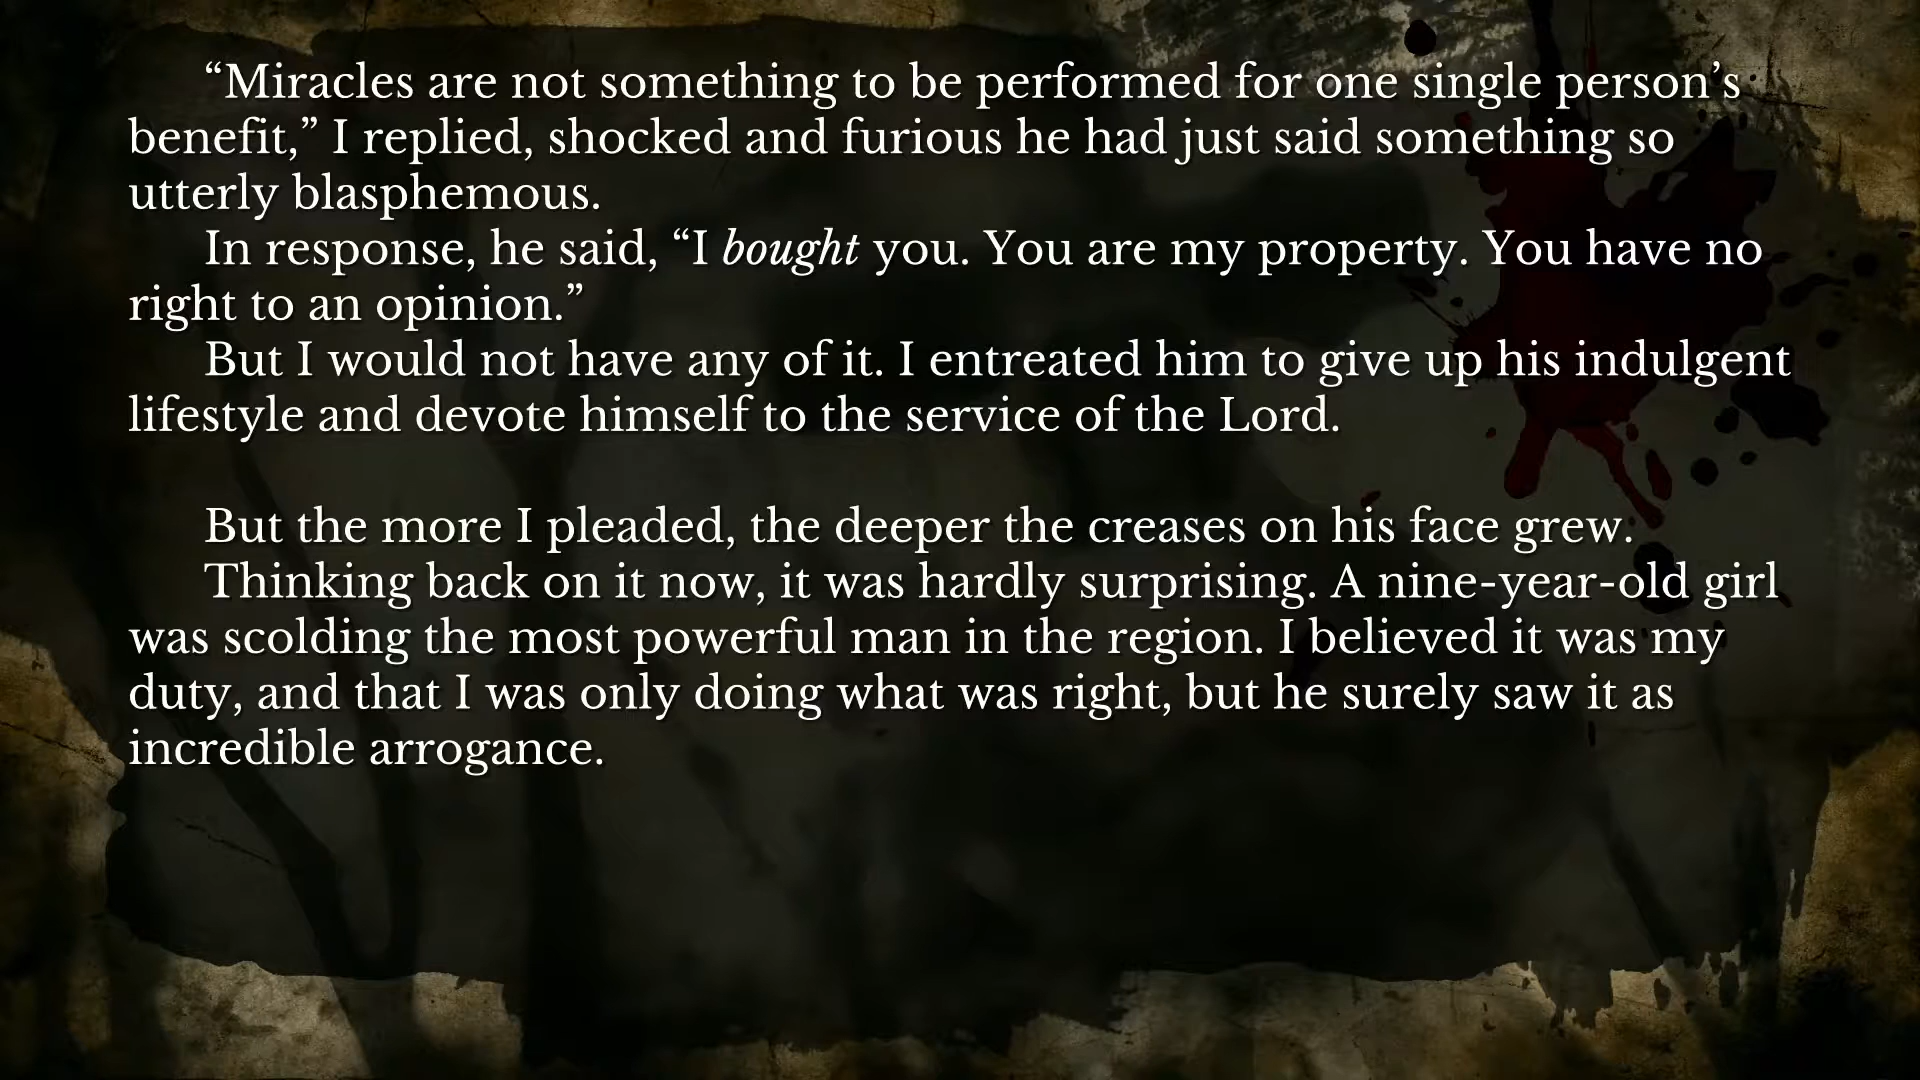 “Miracles are not something to be performed for one single person’s
benefit,” I replied, shocked and furious he had just said something so
utterly blasphemous.
In response, he said, “I bought you. You are my property. You have no
right to an opinion.”
But I would not have any of it. I entreated him to give up his indulgent
lifestyle and devote himself to the service of the Lord.
But the more I pleaded, the deeper the creases on his face grew.
Thinking back on it now, it was hardly surprising. A nine-year-old girl
was scolding the most powerful man in the region. I believed it was my
duty, and that I was only doing what was right, but he surely saw it as
incredible arrogance.